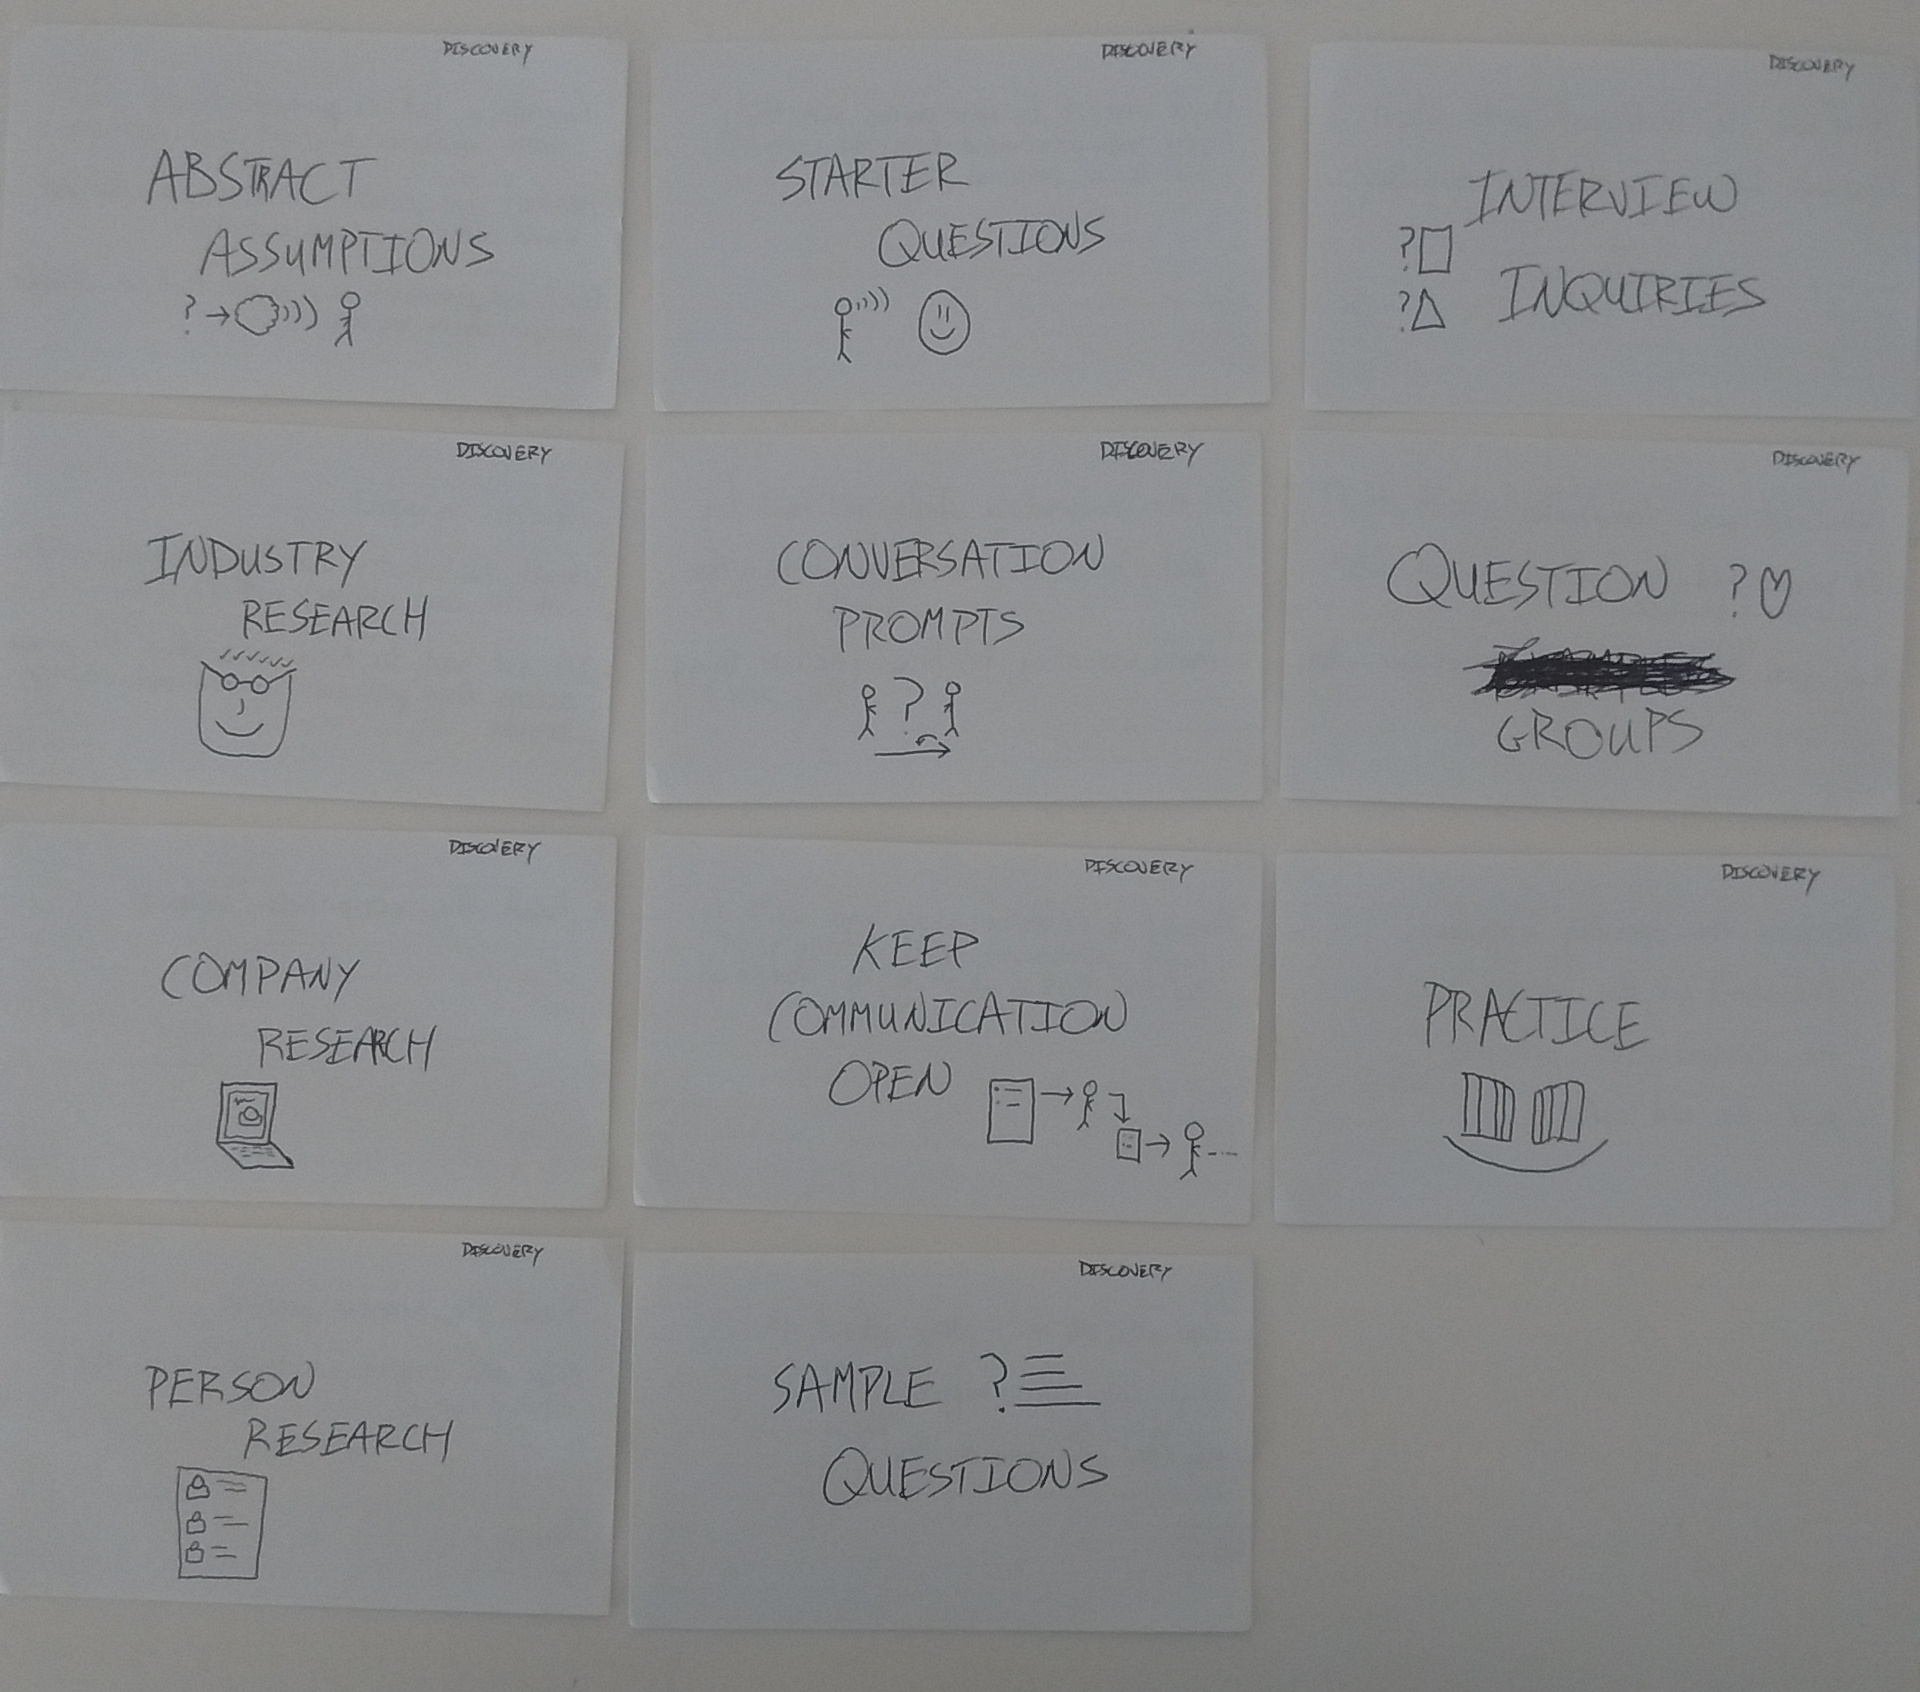 DISCOVERY
ABSTRACT
ASSUMPTIONS
?
DISCOVERY
STARTER
QUESTIONS
DISCOVERY
INTERVIEW
?
INQUIRIES
?
DISCOVERY
INDUSTRY
RESEARCH
DISCOVERY
CONVERSATION
PROMPTS
?
DISCOVERY
QUESTION ?
GROUPS
DISCOVERY
COMPANY
RESEARCH
DISCOVERY
KEEP
COMMUNICATION
OPEN
DISCOVERY
PRACTICE
DISCOVERY
PERSON
RESEARCH
DISCOVERY
SAMPLE ?
QUESTIONS